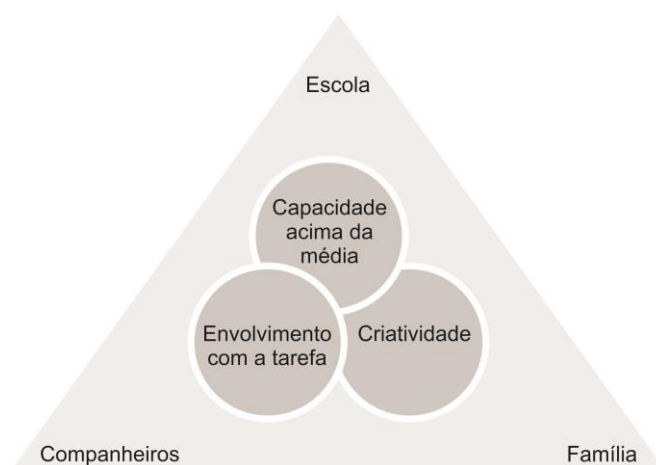 Escola
Capacidade
acima da
média
Envolvimento
com a tarefa
Criatividade
Companheiros
Família